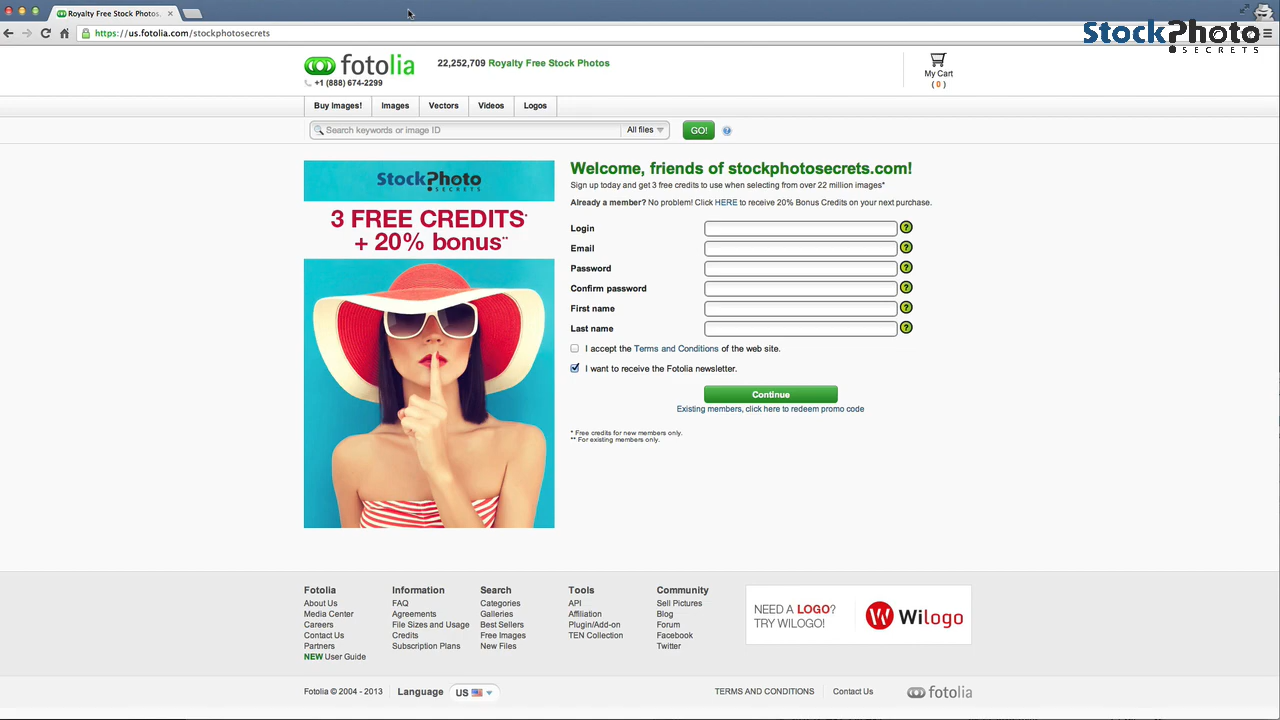 Royalty Free Stock Photos.
https://us.fotolia.com/stockphotosecrets
StockPhoto
SECRETS
fotolia
+1 (888) 674-2299
22,252,709 Royalty Free Stock Photos
My Cart
( 0 )
Buy Images!
Images
Vectors
Videos
Logos
Search keywords or image ID
All files
GO!
?
StockPhoto
SECRETS
3 FREE CREDITS*
+ 20% bonus**
Welcome, friends of stockphotosecrets.com!
Sign up today and get 3 free credits to use when selecting from over 22 million images*
Already a member? No problem! Click HERE to receive 20% Bonus Credits on your next purchase.
Login
?
Email
?
Password
?
Confirm password
?
First name
?
Last name
?
I accept the Terms and Conditions of the web site.
I want to receive the Fotolia newsletter.
Continue
Existing members, click here to redeem promo code
* Free credits for new members only.
** For existing members only.
Fotolia
About Us
Media Center
Careers
Contact Us
Partners
NEW User Guide
Information
FAQ
Agreements
File Sizes and Usage
Credits
Subscription Plans
Search
Categories
Galleries
Best Sellers
Free Images
New Files
Tools
API
Affiliation
Plugin/Add-on
TEN Collection
Community
Sell Pictures
Blog
Forum
Facebook
Twitter
NEED A LOGO?
TRY WILOGO!
Wilogo
Fotolia © 2004 - 2013
Language
US
TERMS AND CONDITIONS
Contact Us
fotolia